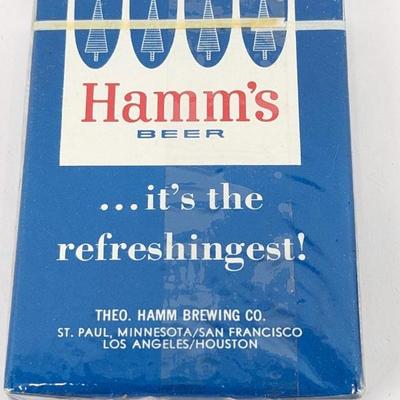 Hamm's
BEER
...it's the
refreshingest!
THEO. HAMM BREWING CO.
ST. PAUL, MINNESOTA/SAN FRANCISCO
LOS ANGELES/HOUSTON